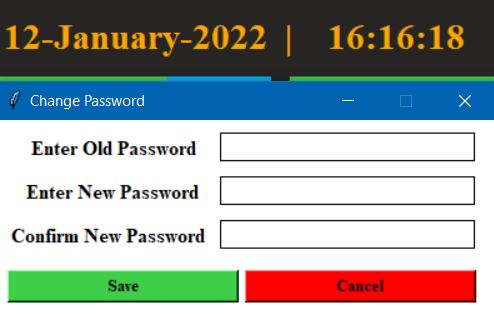 12-January-2022 | 16:16:18
Change Password
Enter Old Password
Enter New Password
Confirm New Password
Save Cancel